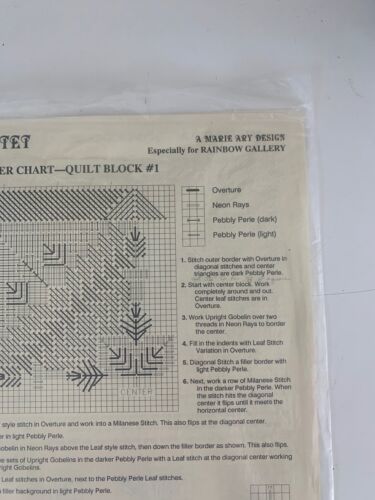 TET
A MARIE ART DESIGN
Especially for RAINBOW GALLERY
ER CHART—QUILT BLOCK #1
Overture
Neon Rays
Pebbly Perle (dark)
Pebbly Perle (light)
1. Stitch outer border with Overture in
diagonal stitches and center
triangles are dark Pebbly Perle.
2. Start with center block. Work
completely around and out.
Center leaf stitches are in
Overture.
3. Work Upright Gobelin over two
threads in Neon Rays to border
the center.
4. Fill in the indents with Leaf Stitch
Variation in Overture.
5. Diagonal Stitch a filler border with
light Pebbly Perle.
6. Next, work a row of Milanese Stitch
in the darker Pebbly Perle. When
the stitch hits the diagonal
center it flips until it meets the
horizontal center.
CENTER
style stitch in Overture and work into a Milanese Stitch. This also flips at the diagonal center.
er in light Pebbly Perle.
obelin in Neon Rays above the Leaf style stitch, then down the filler border as shown. This also flips.
e sets of Upright Gobelins in the darker Pebbly Perle with a Leaf stitch at the diagonal center working
right Gobelins.
Leaf stitches in Overture, next to the Pebbly Perle Leaf stitches.
filler background in light Pebbly Perle.